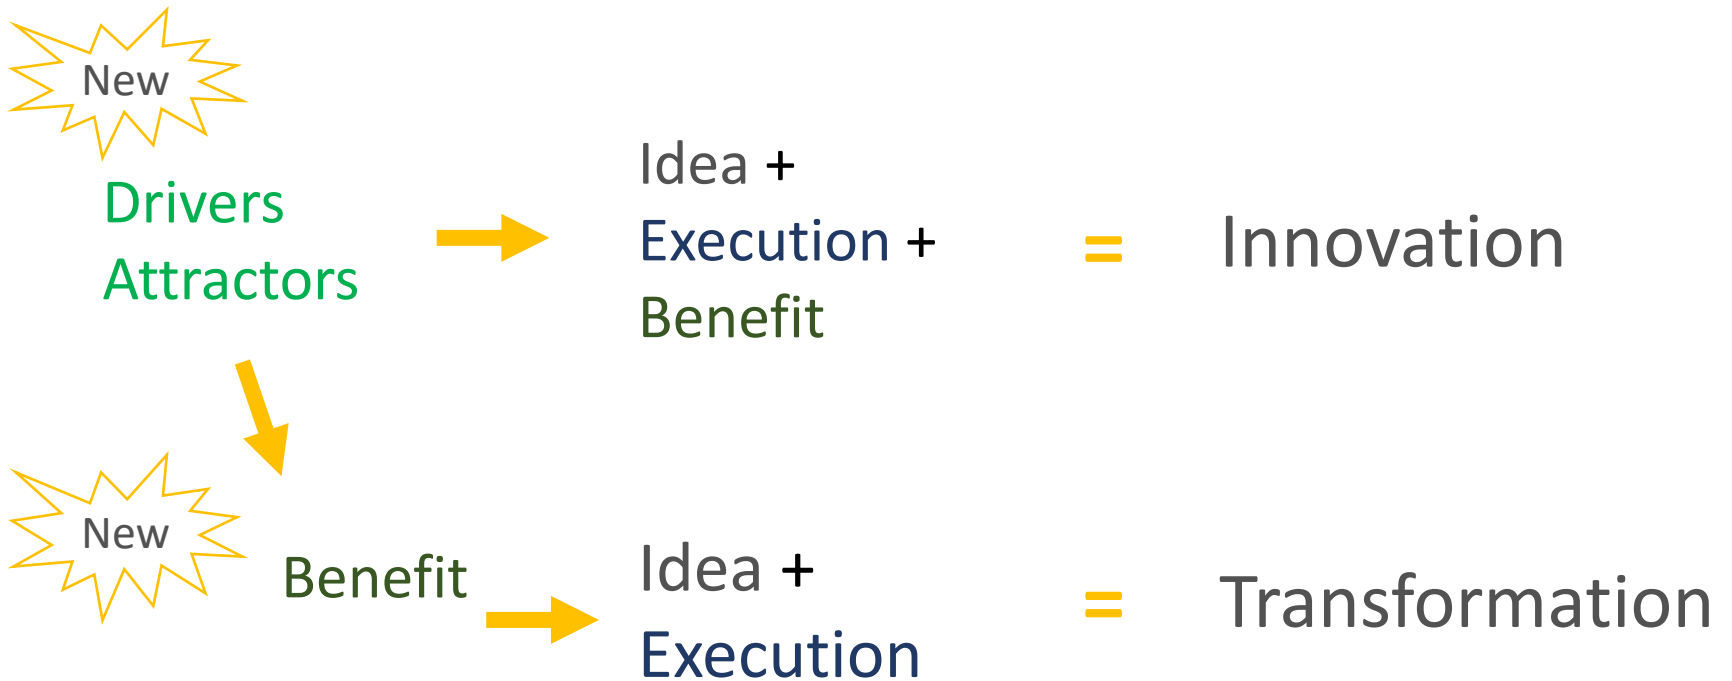 New
Drivers
Attractors
Idea +
Execution +
Benefit
= Innovation
New
Benefit
Idea +
Execution
= Transformation